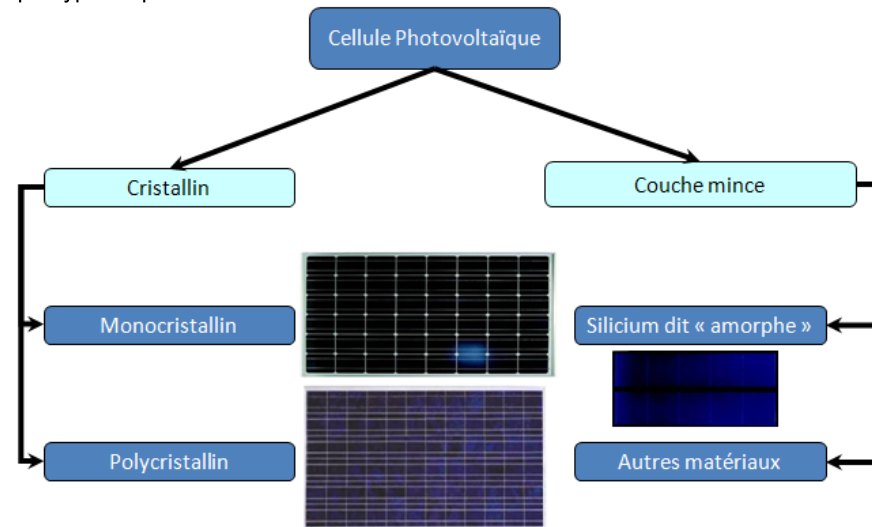 Cellule Photovoltaïque
Cristallin
Couche mince
Monocristallin
Silicium dit « amorphe »
Polycristallin
Autres matériaux